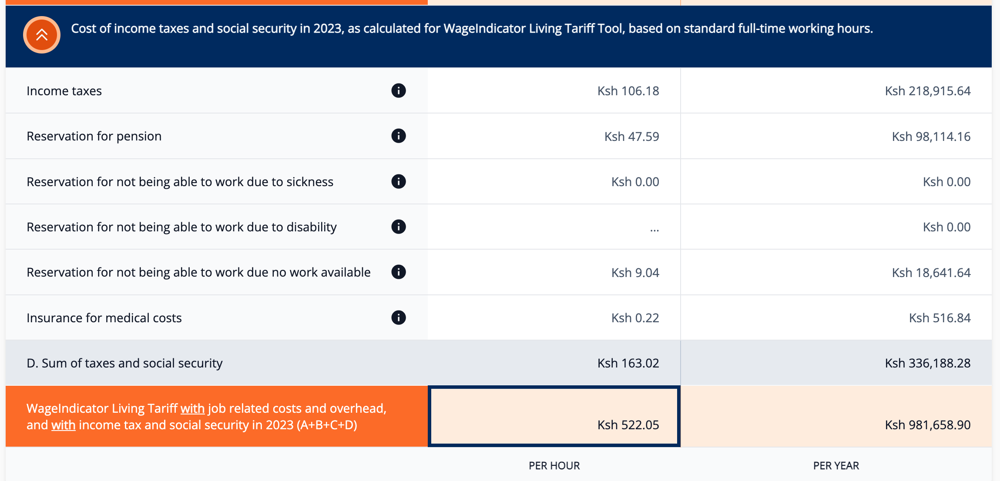 Cost of income taxes and social security in 2023, as calculated for WageIndicator Living Tariff Tool, based on standard full-time working hours.
Income taxes Ksh 106.18 Ksh 218,915.64
Reservation for pension Ksh 47.59 Ksh 98,114.16
Reservation for not being able to work due to sickness Ksh 0.00 Ksh 0.00
Reservation for not being able to work due to disability ... Ksh 0.00
Reservation for not being able to work due no work available Ksh 9.04 Ksh 18,641.64
Insurance for medical costs Ksh 0.22 Ksh 516.84
D. Sum of taxes and social security Ksh 163.02 Ksh 336,188.28
WageIndicator Living Tariff with job related costs and overhead,
and with income tax and social security in 2023 (A+B+C+D) Ksh 522.05 Ksh 981,658.90
PER HOUR PER YEAR